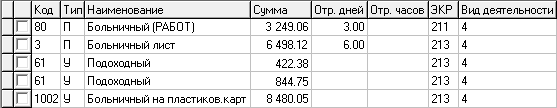 Код Тип Наименование Сумма Отр. дней Отр. часов ЭКР Вид деятельности
80 П Больничный (РАБОТ) 3 249.06 3.00 211 4
3 П Больничный лист 6 498.12 6.00 213 4
61 У Подоходный 422.38 213 4
61 У Подоходный 844.75 213 4
1002 У Больничный на пластиков.карт 8 480.05 213 4